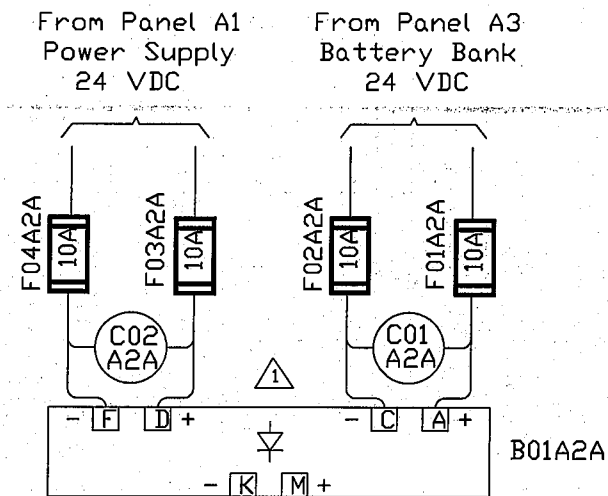 From Panel A1
Power Supply
24 VDC
From Panel A3
Battery Bank
24 VDC
F04A2A
10A
F03A2A
10A
F02A2A
10A
F01A2A
10A
C02
A2A
C01
A2A
1
- F D +
- C A +
B01A2A
- K M +